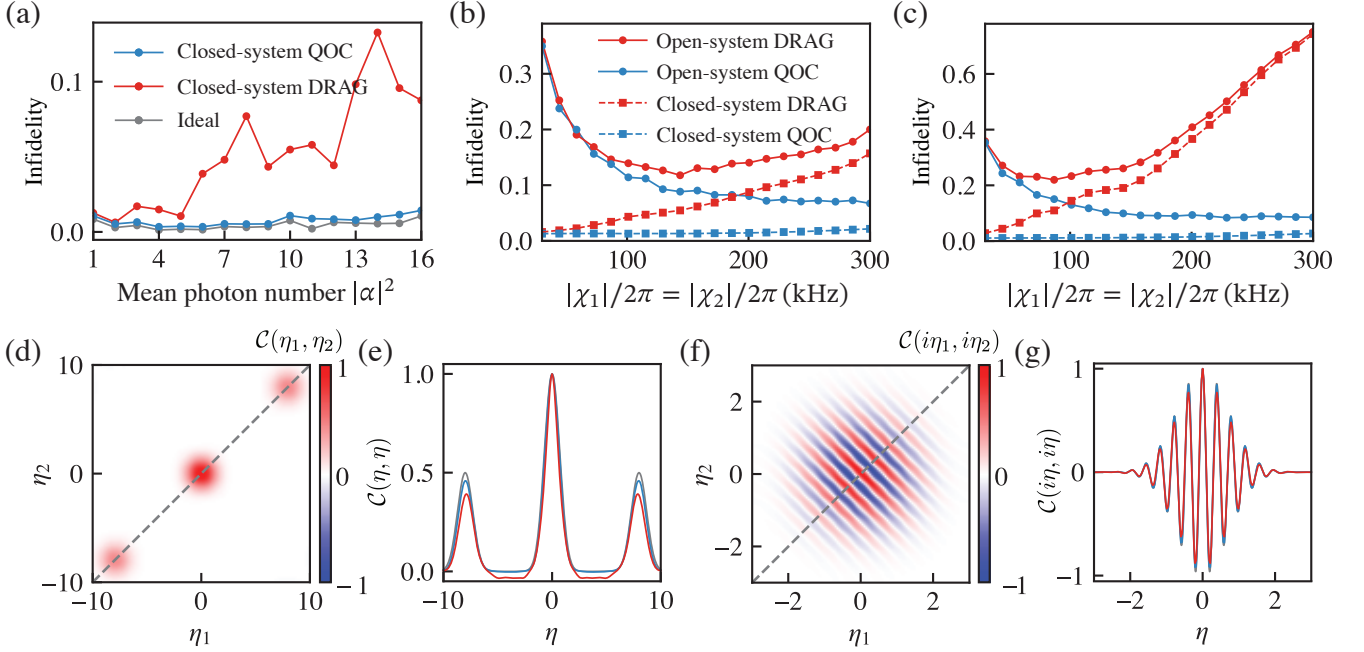 (a)
Infidelity
0.1
0.0
Closed-system QOC
Closed-system DRAG
Ideal
1
4
7
10
13
16
Mean photon number |α|²
(b)
Infidelity
0.4
0.3
0.2
0.1
0.0
Open-system DRAG
Open-system QOC
Closed-system DRAG
Closed-system QOC
100
200
300
|χ₁|/2π = |χ₂|/2π (kHz)
(c)
Infidelity
0.6
0.4
0.2
0.0
100
200
300
|χ₁|/2π = |χ₂|/2π (kHz)
(d)
C(η₁, η₂)
10
0
−10
η₂
−10
0
10
η₁
1
0
−1
(e)
C(η, η)
1.0
0.5
0.0
−10
0
10
η
(f)
C(iη₁, iη₂)
2
0
−2
η₂
−2
0
2
η₁
1
0
−1
(g)
C(iη, iη)
1
0
−1
−2
0
2
η